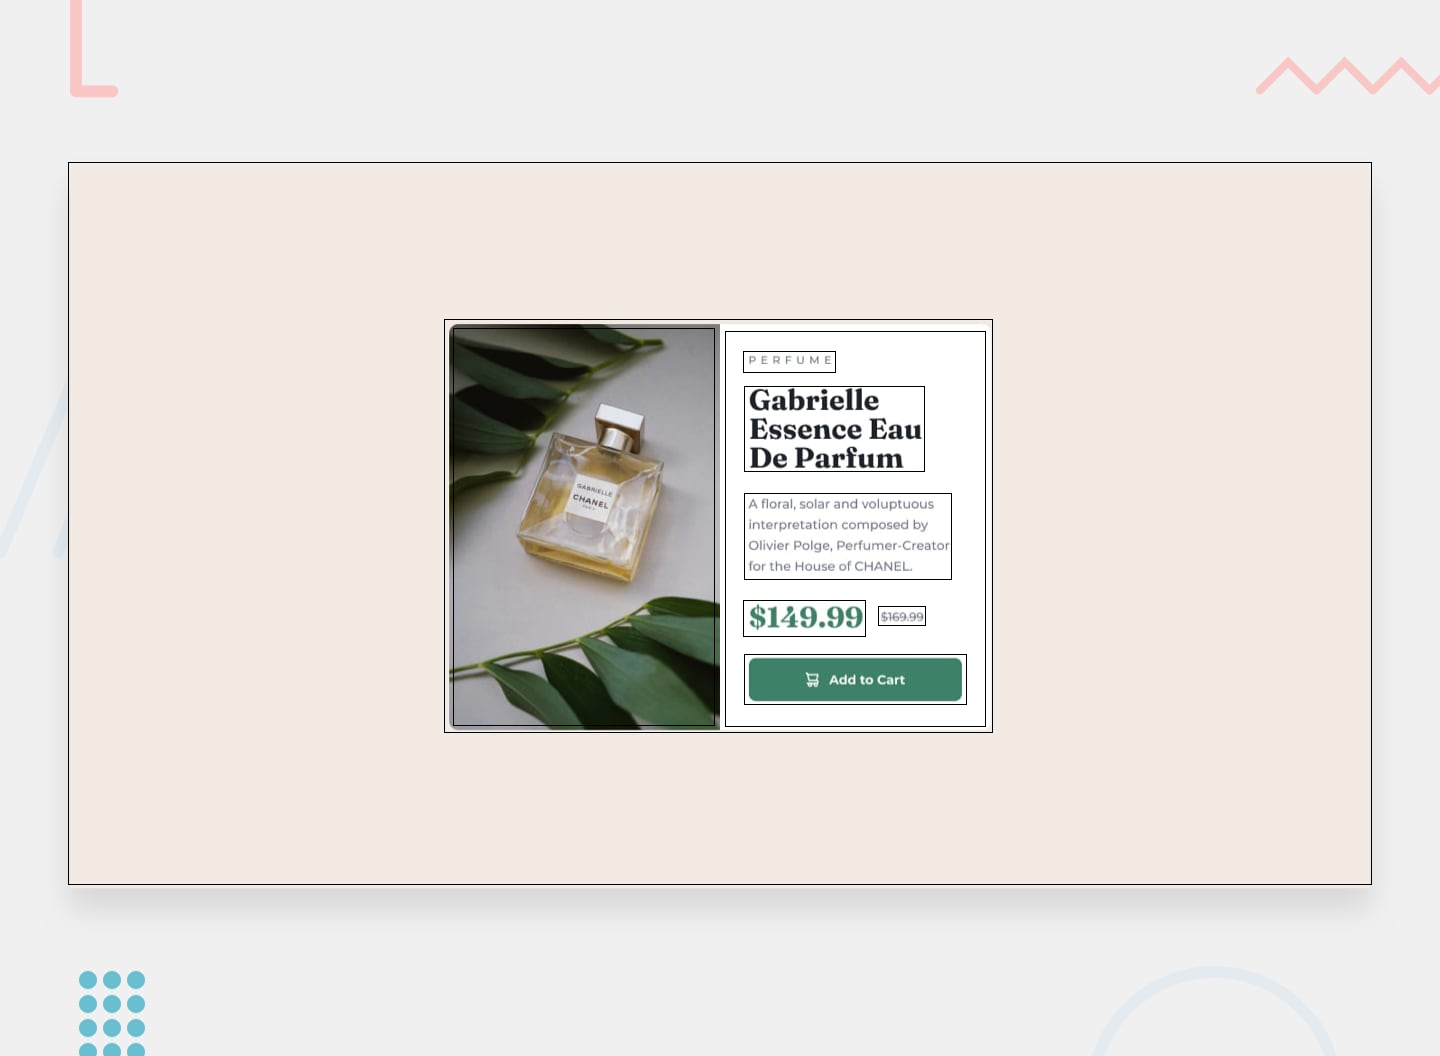 GABRIELLE
CHANEL
PARIS
PERFUME
Gabrielle
Essence Eau
De Parfum
A floral, solar and voluptuous
interpretation composed by
Olivier Polge, Perfumer-Creator
for the House of CHANEL.
$149.99 $169.99
Add to Cart